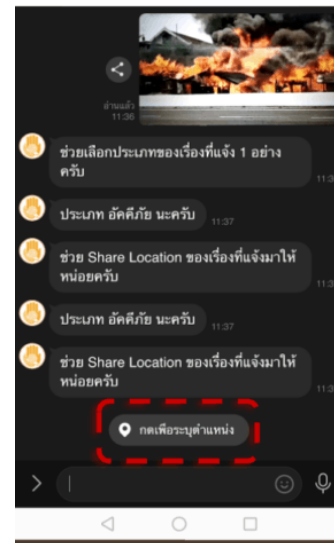 อ่านแล้ว
11:36
ช่วยเลือกประเภทของเรื่องที่แจ้ง 1 อย่าง
ครับ
ประเภท อัคคีภัย นะครับ
11:37
ช่วย Share Location ของเรื่องที่แจ้งมาให้
หน่อยครับ
ประเภท อัคคีภัย นะครับ
11:37
ช่วย Share Location ของเรื่องที่แจ้งมาให้
หน่อยครับ
กดเพื่อระบุตำแหน่ง